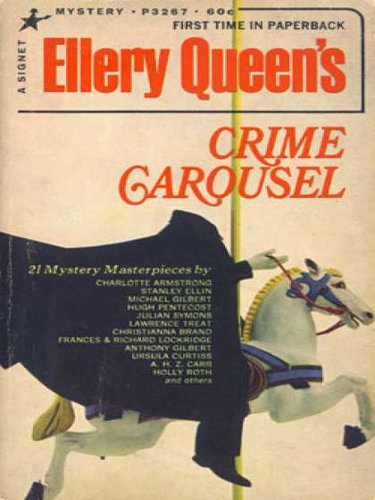 MYSTERY • P3267 • 60c
FIRST TIME IN PAPERBACK
A SIGNET
Ellery Queen's
CRIME
CAROUSEL
21 Mystery Masterpieces by
CHARLOTTE ARMSTRONG
STANLEY ELLIN
MICHAEL GILBERT
HUGH PENTECOST
JULIAN SYMONS
LAWRENCE TREAT
CHRISTIANNA BRAND
FRANCES & RICHARD LOCKRIDGE
ANTHONY GILBERT
URSULA CURTISS
A. H. Z. CARR
HOLLY ROTH
and others